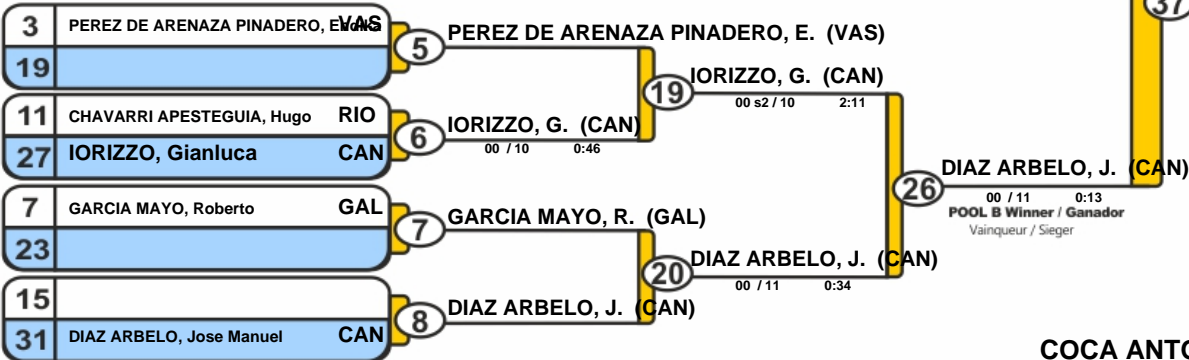 37
3 PEREZ DE ARENAZA PINADERO, VAS
19
5 PEREZ DE ARENAZA PINADERO, E. (VAS)
11 CHAVARRI APESTEGUIA, Hugo RIO
27 IORIZZO, Gianluca CAN
6 IORIZZO, G. (CAN)
00 / 10 0:46
19 IORIZZO, G. (CAN)
00 s2 / 10 2:11
7 GARCIA MAYO, Roberto GAL
23
7 GARCIA MAYO, R. (GAL)
15
31 DIAZ ARBELO, Jose Manuel CAN
8 DIAZ ARBELO, J. (CAN)
20 DIAZ ARBELO, J. (CAN)
00 / 11 0:34
26 DIAZ ARBELO, J. (CAN)
00 / 11 0:13
POOL B Winner / Ganador
Vainqueur / Sieger
COCA